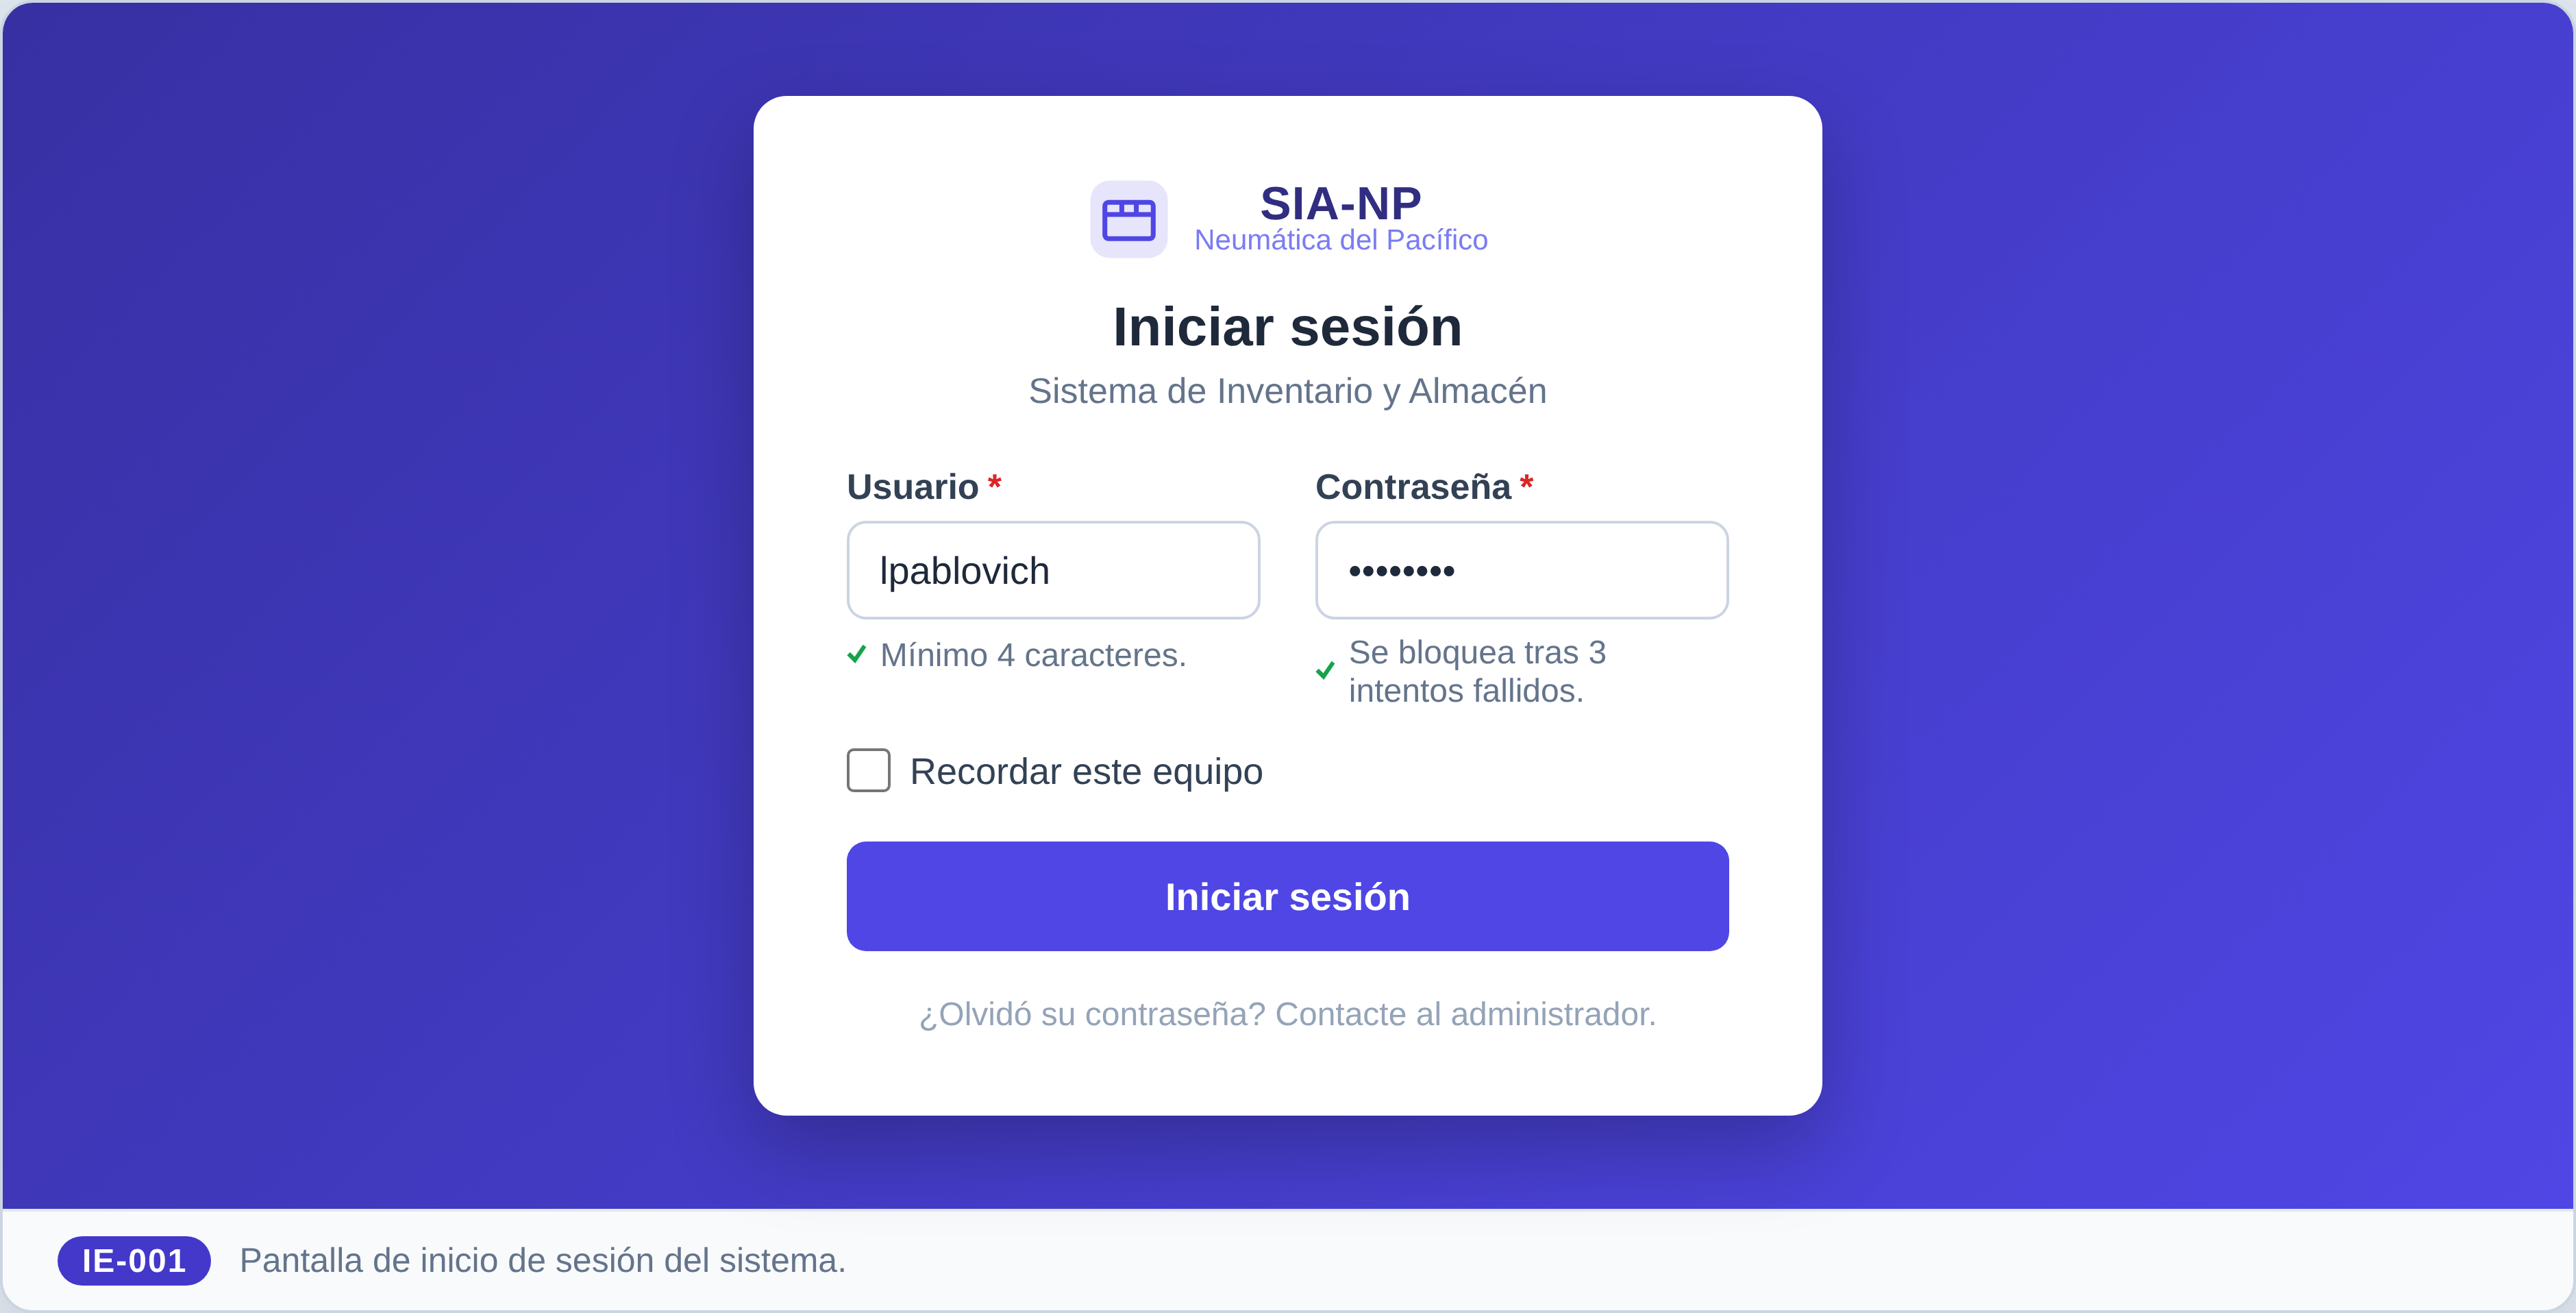 SIA-NP
Neumática del Pacífico
Iniciar sesión
Sistema de Inventario y Almacén
Usuario *
Contraseña *
lpablovich
••••••••
Mínimo 4 caracteres.
Se bloquea tras 3
intentos fallidos.
Recordar este equipo
Iniciar sesión
¿Olvidó su contraseña? Contacte al administrador.
IE-001 Pantalla de inicio de sesión del sistema.